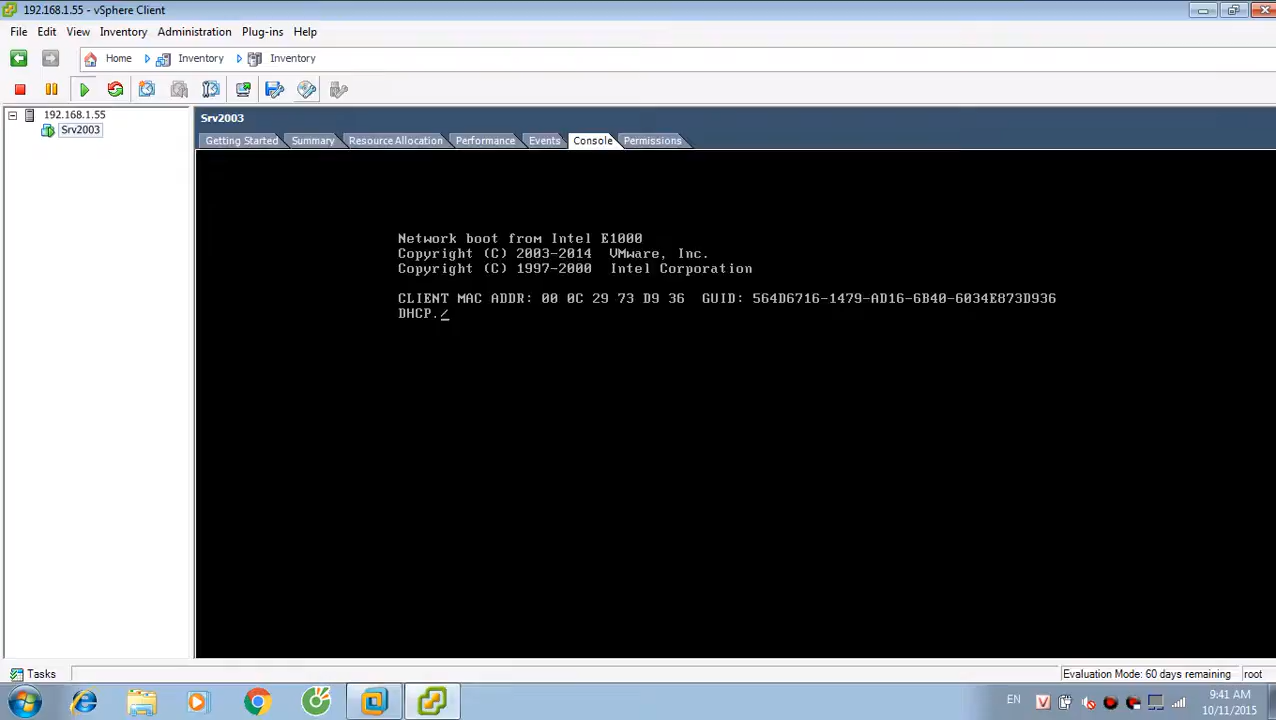 192.168.1.55 - vSphere Client
File Edit View Inventory Administration Plug-ins Help
Home Inventory Inventory
192.168.1.55
Srv2003
Srv2003
Getting Started Summary Resource Allocation Performance Events Console Permissions
Network boot from Intel E1000
Copyright (C) 2003-2014 VMware, Inc.
Copyright (C) 1997-2000 Intel Corporation
CLIENT MAC ADDR: 00 0C 29 73 D9 36 GUID: 564D6716-1479-AD16-6B40-6034E873D936
DHCP./
Tasks
Evaluation Mode: 60 days remaining root
EN
9:41 AM
10/11/2015